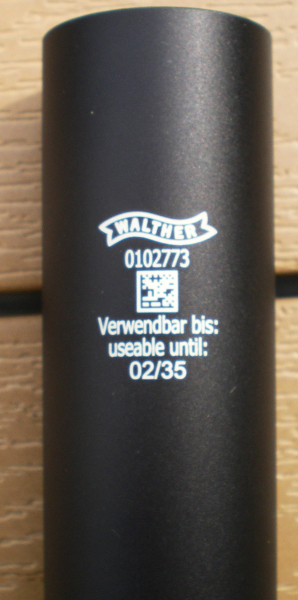 WALTHER
0102773
Verwendbar bis:
useable until:
02/35